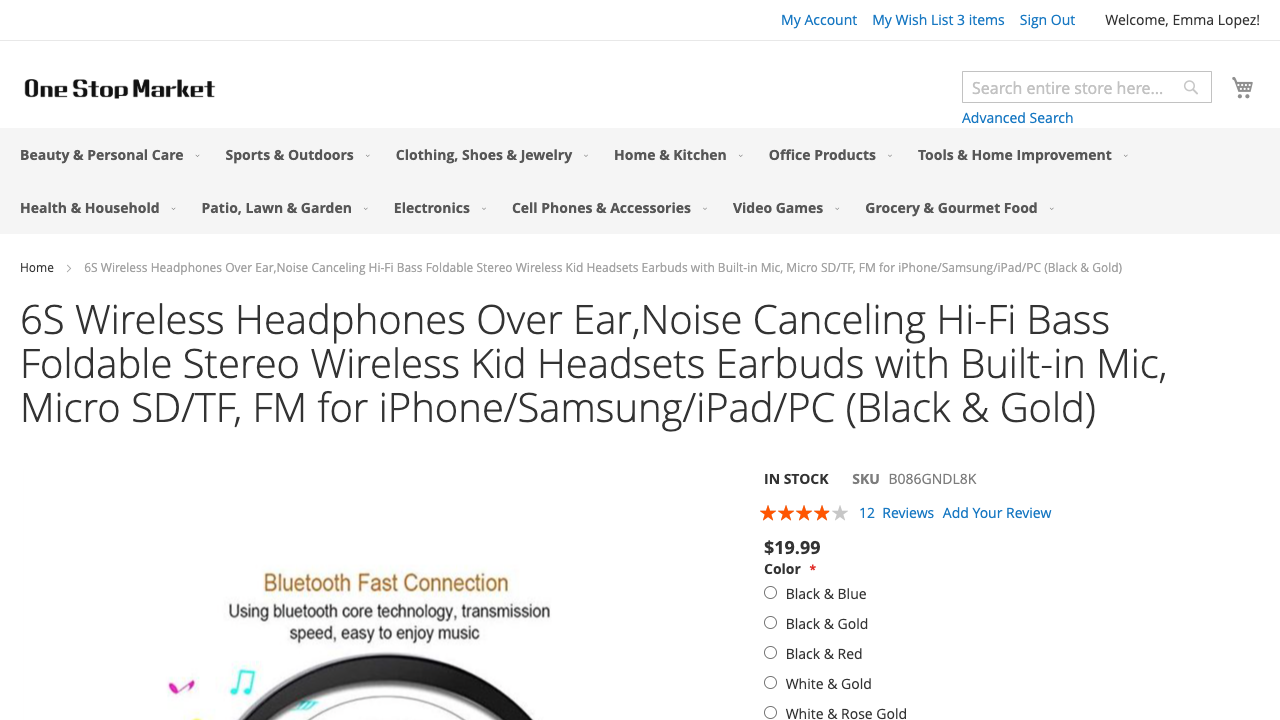 My Account My Wish List 3 items Sign Out Welcome, Emma Lopez!
One Stop Market
Search entire store here...
Advanced Search
Beauty & Personal Care Sports & Outdoors Clothing, Shoes & Jewelry Home & Kitchen Office Products Tools & Home Improvement
Health & Household Patio, Lawn & Garden Electronics Cell Phones & Accessories Video Games Grocery & Gourmet Food
Home 6S Wireless Headphones Over Ear,Noise Canceling Hi-Fi Bass Foldable Stereo Wireless Kid Headsets Earbuds with Built-in Mic, Micro SD/TF, FM for iPhone/Samsung/iPad/PC (Black & Gold)
6S Wireless Headphones Over Ear,Noise Canceling Hi-Fi Bass
Foldable Stereo Wireless Kid Headsets Earbuds with Built-in Mic,
Micro SD/TF, FM for iPhone/Samsung/iPad/PC (Black & Gold)
IN STOCK SKU B086GNDL8K
12 Reviews Add Your Review
$19.99
Color *
Black & Blue
Black & Gold
Black & Red
White & Gold
White & Rose Gold
Bluetooth Fast Connection
Using bluetooth core technology, transmission
speed, easy to enjoy music